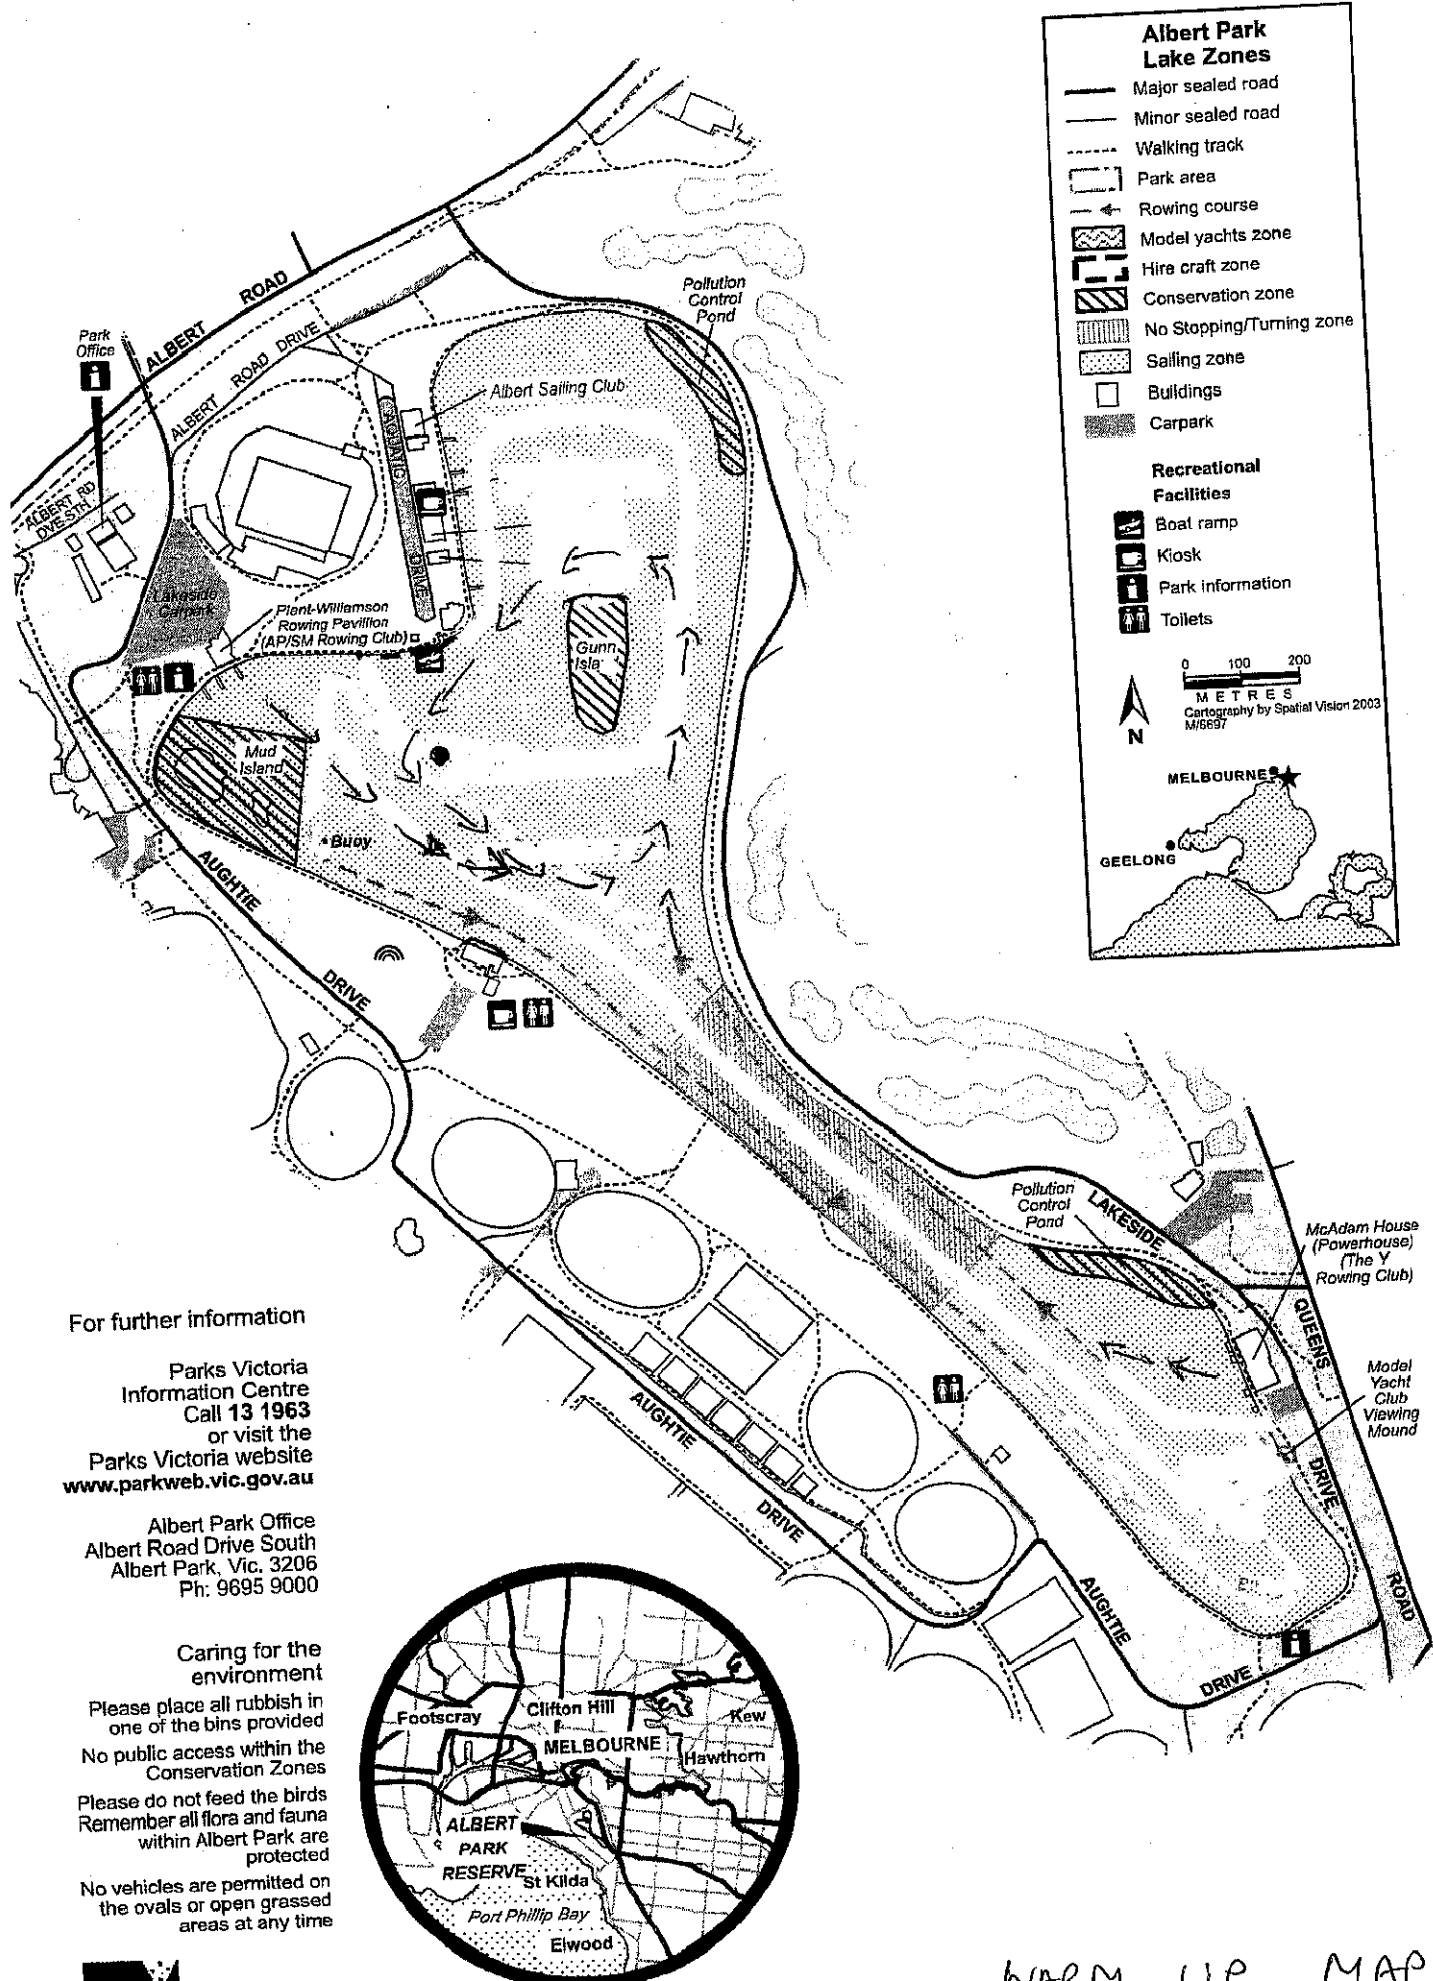 Albert Park
Lake Zones
Major sealed road
Minor sealed road
Walking track
Park area
Rowing course
Model yachts zone
Hire craft zone
Conservation zone
No Stopping/Turning zone
Sailing zone
Buildings
Carpark
Recreational
Facilities
Boat ramp
Kiosk
Park information
Toilets
0 100 200
METRES
Cartography by Spatial Vision 2003
M/6697
N
MELBOURNE
GEELONG
ALBERT ROAD
ALBERT ROAD DRIVE
Park
Office
ALBERT RD
DVE STH
Pollution
Control
Pond
Albert Sailing Club
AQUATIC DRIVE
Lakeside
Carpark
Plant-Williamson
Rowing Pavillion
(AP/SM Rowing Club)
Gunn
Mud
Island
Buoy
AUGHTIE
DRIVE
Pollution
Control
Pond
LAKESIDE
McAdam House
(Powerhouse)
(The Y
Rowing Club)
QUEENS
Model
Yacht
Club
Viewing
Mound
DRIVE
AUGHTIE
DRIVE
AUGHTIE
DRIVE
ROAD
For further information
Parks Victoria
Information Centre
Call 13 1963
or visit the
Parks Victoria website
www.parkweb.vic.gov.au
Albert Park Office
Albert Road Drive South
Albert Park, Vic. 3206
Ph: 9695 9000
Caring for the
environment
Please place all rubbish in
one of the bins provided
No public access within the
Conservation Zones
Please do not feed the birds
Remember all flora and fauna
within Albert Park are
protected
No vehicles are permitted on
the ovals or open grassed
areas at any time
Footscray
Clifton Hill
Kew
MELBOURNE
Hawthorn
ALBERT
PARK
RESERVE
St Kilda
Port Phillip Bay
Elwood
WARM UP MAP